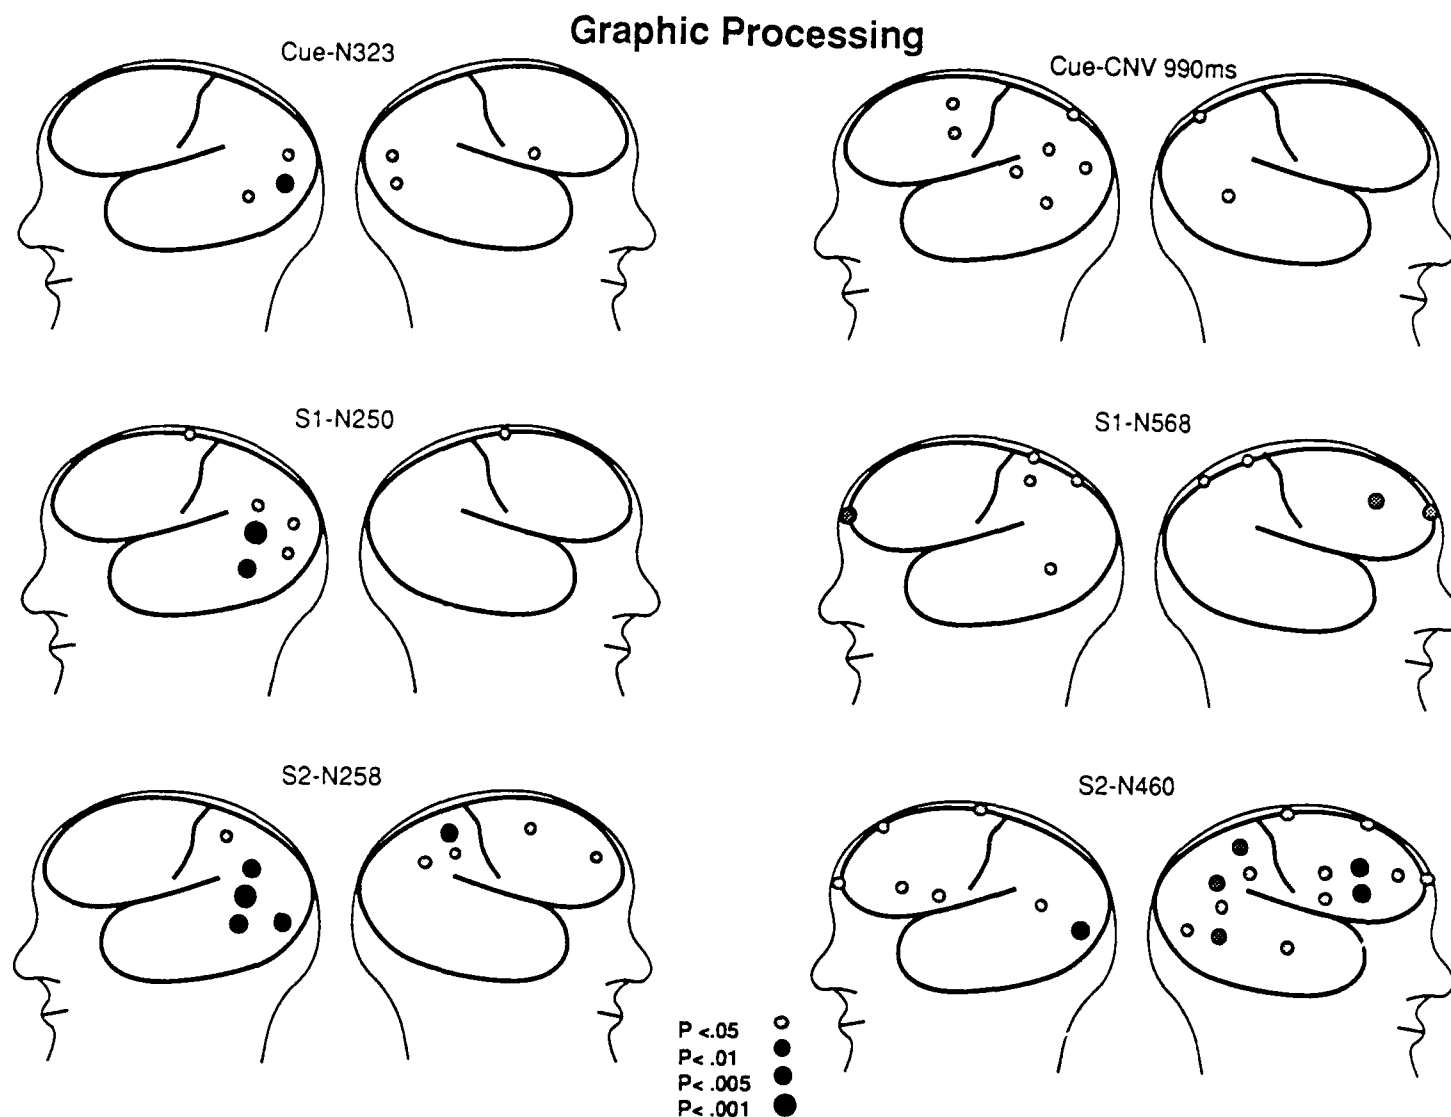 Graphic Processing
Cue-N323
Cue-CNV 990ms
S1-N250
S1-N568
S2-N258
S2-N460
P <.05
P< .01
P< .005
P< .001